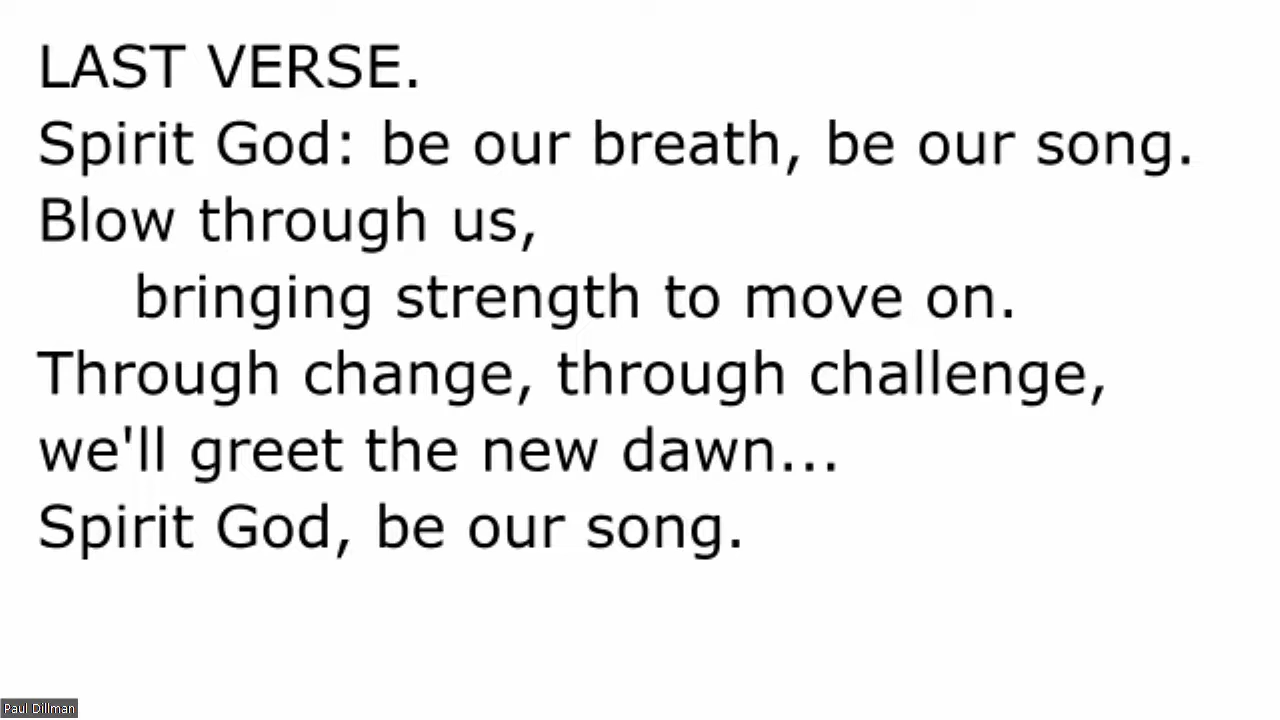 LAST VERSE.
Spirit God: be our breath, be our song.
Blow through us,
bringing strength to move on.
Through change, through challenge,
we'll greet the new dawn...
Spirit God, be our song.
Paul Dillman